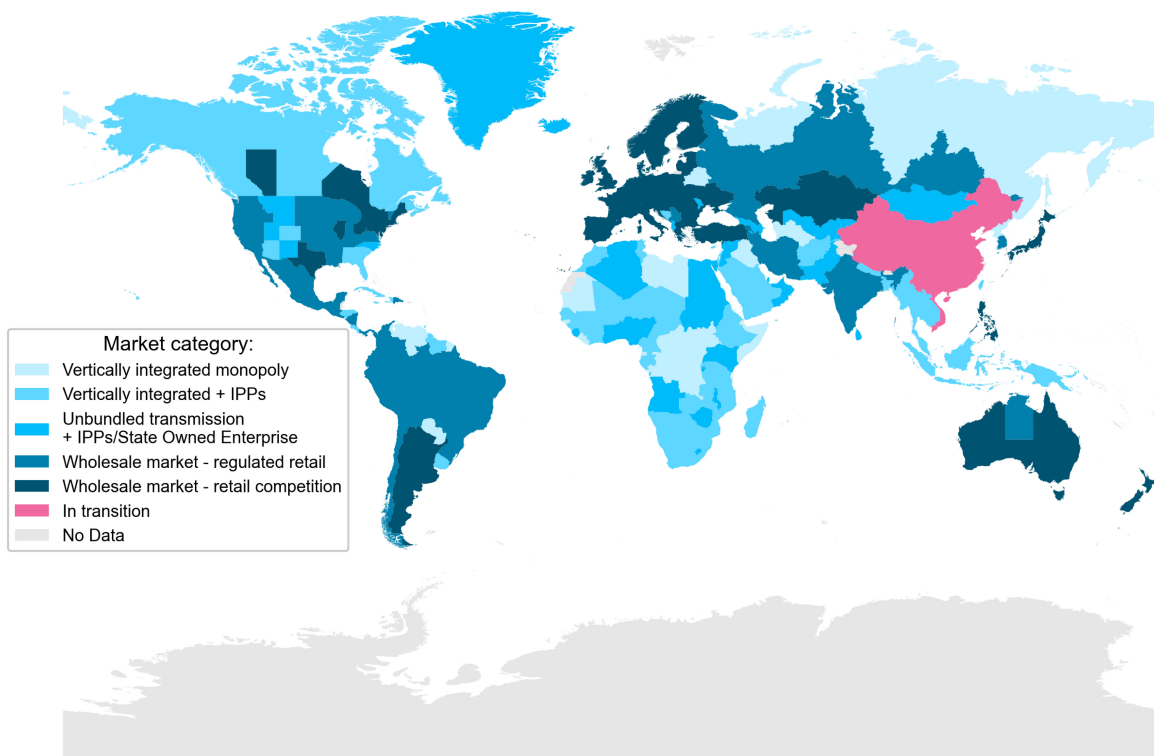 Market category:
Vertically integrated monopoly
Vertically integrated + IPPs
Unbundled transmission
+ IPPs/State Owned Enterprise
Wholesale market - regulated retail
Wholesale market - retail competition
In transition
No Data